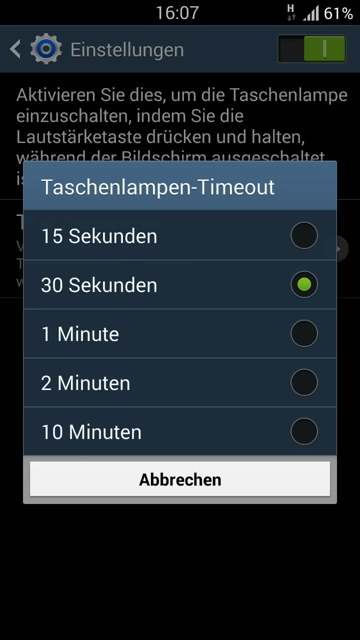 16:07
H
61%
Einstellungen
Aktivieren Sie dies, um die Taschenlampe
einzuschalten, indem Sie die
Lautstärketaste drücken und halten,
während der Bildschirm ausgeschaltet
Taschenlampen-Timeout
15 Sekunden
30 Sekunden
1 Minute
2 Minuten
10 Minuten
Abbrechen